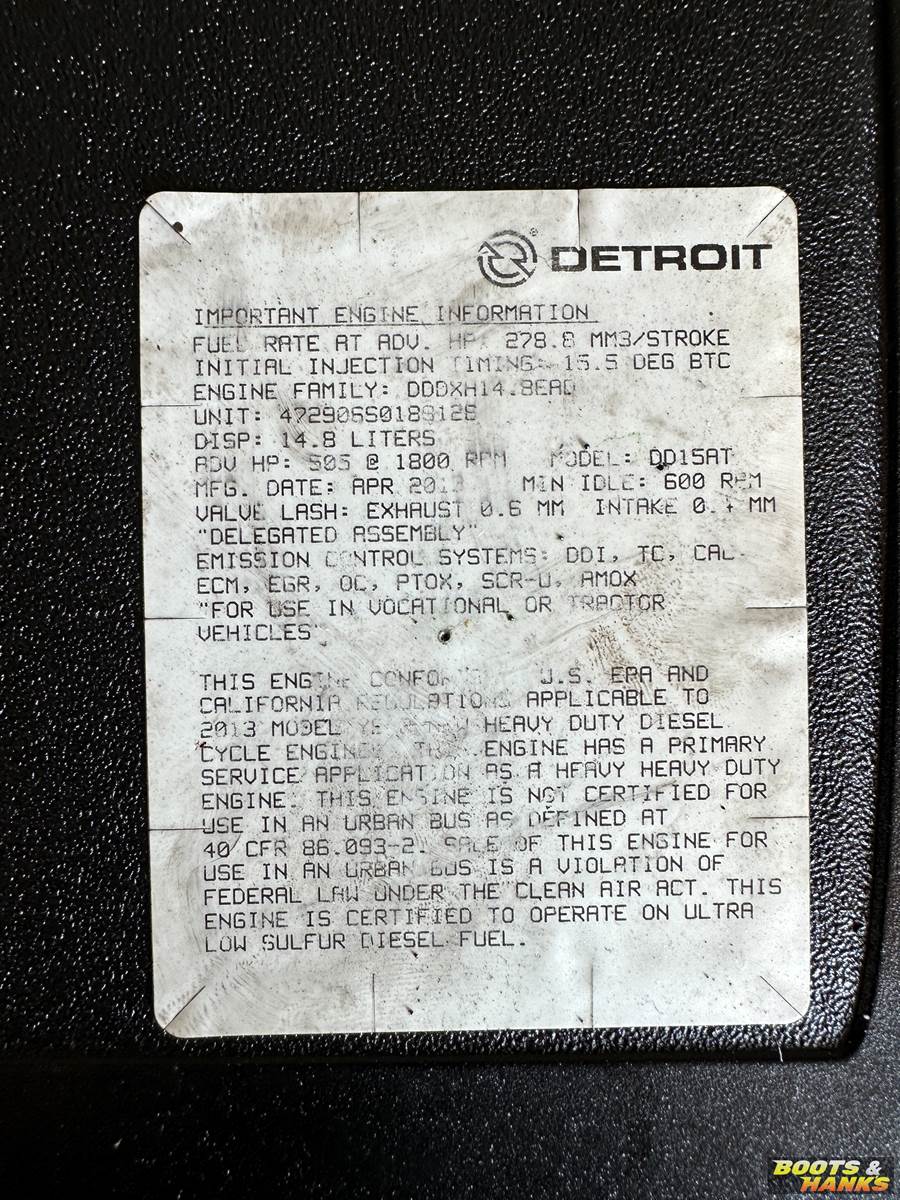 DETROIT
IMPORTANT ENGINE INFORMATION
FUEL RATE AT ADV. HP: 278.8 MM3/STROKE
INITIAL INJECTION TIMING: 15.5 DEG BTC
ENGINE FAMILY: DDDXH14.8EAD
UNIT:
DISP: 14.8 LITERS
ADV HP: 505 @ 1800 RPM MODEL: DD15AT
MFG. DATE: APR MIN IDLE: 600 RPM
VALVE LASH: EXHAUST 0.6 MM INTAKE MM
"DELEGATED ASSEMBLY"
EMISSION CONTROL SYSTEMS: DDI, TC, CAC,
ECM, EGR, OC, PTOX, SCR-U, AMOX
"FOR USE IN VOCATIONAL OR TRACTOR
VEHICLES"
THIS ENGINE U.S. EPA AND
CALIFORNIA REGULATIONS APPLICABLE TO
2013 MODEL HEAVY DUTY DIESEL
CYCLE ENGINES. THIS ENGINE HAS A PRIMARY
SERVICE APPLICATION AS A HEAVY HEAVY DUTY
ENGINE. THIS ENGINE IS NOT CERTIFIED FOR
USE IN AN URBAN BUS AS DEFINED AT
40 CFR SALE OF THIS ENGINE FOR
USE IN AN URBAN BUS IS A VIOLATION OF
FEDERAL LAW UNDER THE CLEAN AIR ACT. THIS
ENGINE IS CERTIFIED TO OPERATE ON ULTRA
LOW SULFUR DIESEL FUEL.
BOOTS &
HANKS